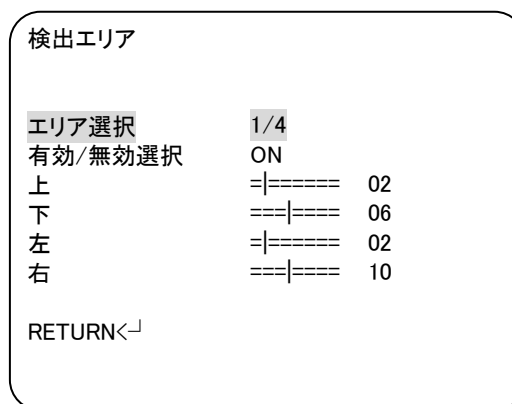 検出エリア
エリア選択 1/4
有効/無効選択 ON
上 =|====== 02
下 ===|==== 06
左 =|====== 02
右 ===|==== 10
RETURN<┘